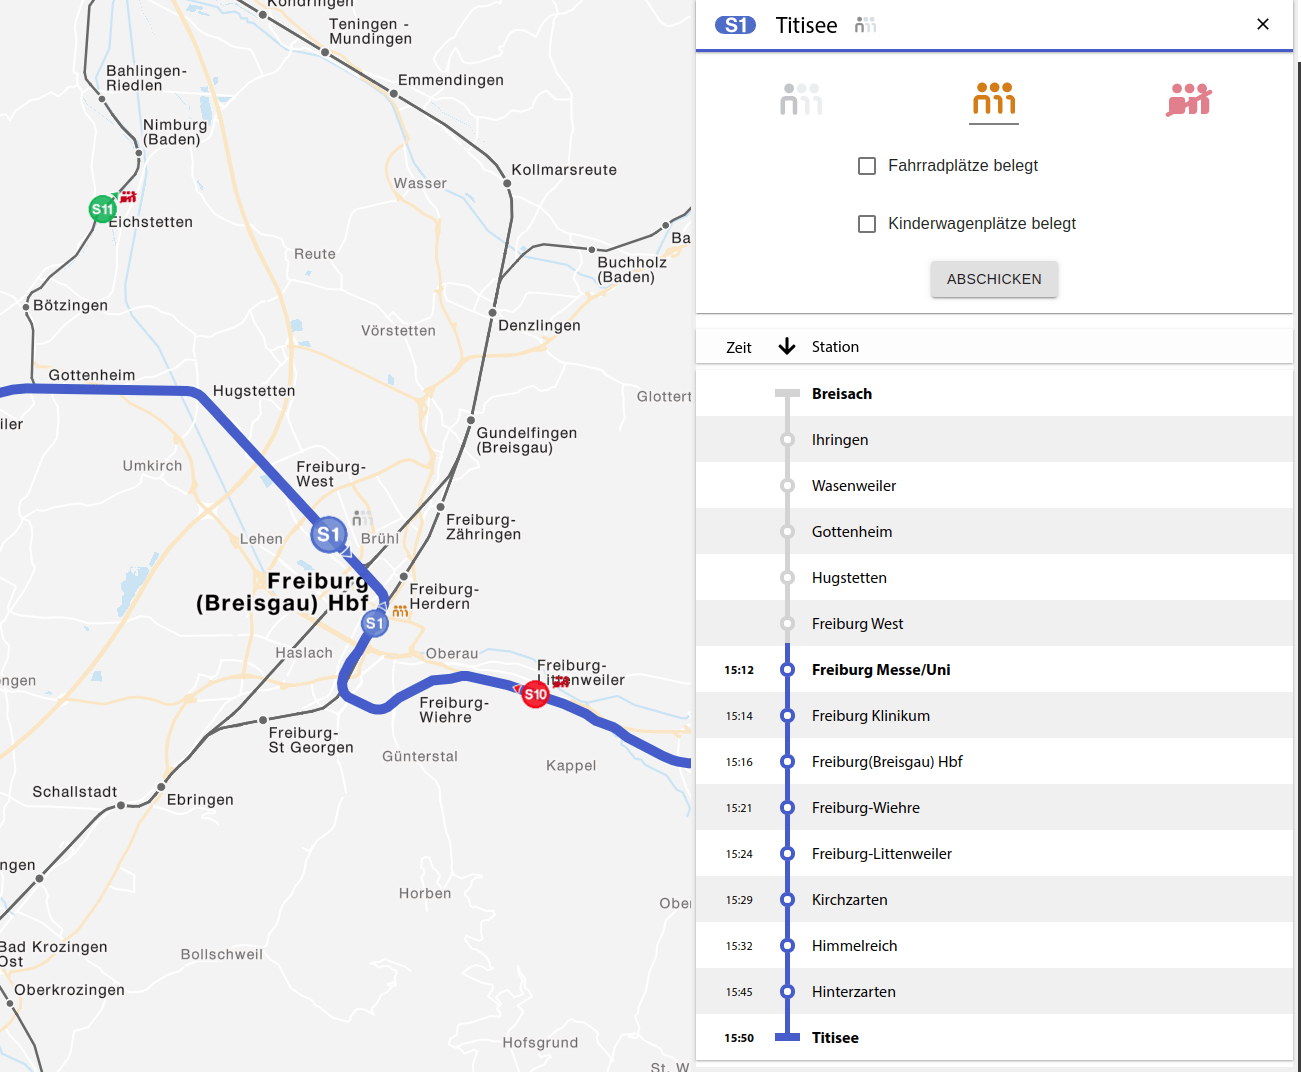 Kondringen
Teningen -
Mundingen
Bahlingen-
Riedlen
Emmendingen
Nimburg
(Baden)
Kollmarsreute
Wasser
S11
Eichstetten
Reute
Ba
Buchholz
(Baden)
Bötzingen
Vörstetten
Denzlingen
Gottenheim
Hugstetten
Glottert
iler
Gundelfingen
(Breisgau)
Umkirch
Freiburg-
West
Freiburg-
Zähringen
S1
Lehen
Brühl
Freiburg
(Breisgau) Hbf
Freiburg-
Herdern
S1
Haslach
Oberau
Freiburg-
Littenweiler
engen
S10
Freiburg-
Wiehre
Freiburg-
St Georgen
Günterstal
Kappel
Schallstadt
Ebringen
ngen
Horben
Ober
Bad Krozingen
Ost
Bollschweil
Oberkrozingen
Hofsgrund
St. W
S1 Titisee
Fahrradplätze belegt
Kinderwagenplätze belegt
ABSCHICKEN
Zeit Station
Breisach
Ihringen
Wasenweiler
Gottenheim
Hugstetten
Freiburg West
15:12 Freiburg Messe/Uni
15:14 Freiburg Klinikum
15:16 Freiburg(Breisgau) Hbf
15:21 Freiburg-Wiehre
15:24 Freiburg-Littenweiler
15:29 Kirchzarten
15:32 Himmelreich
15:45 Hinterzarten
15:50 Titisee